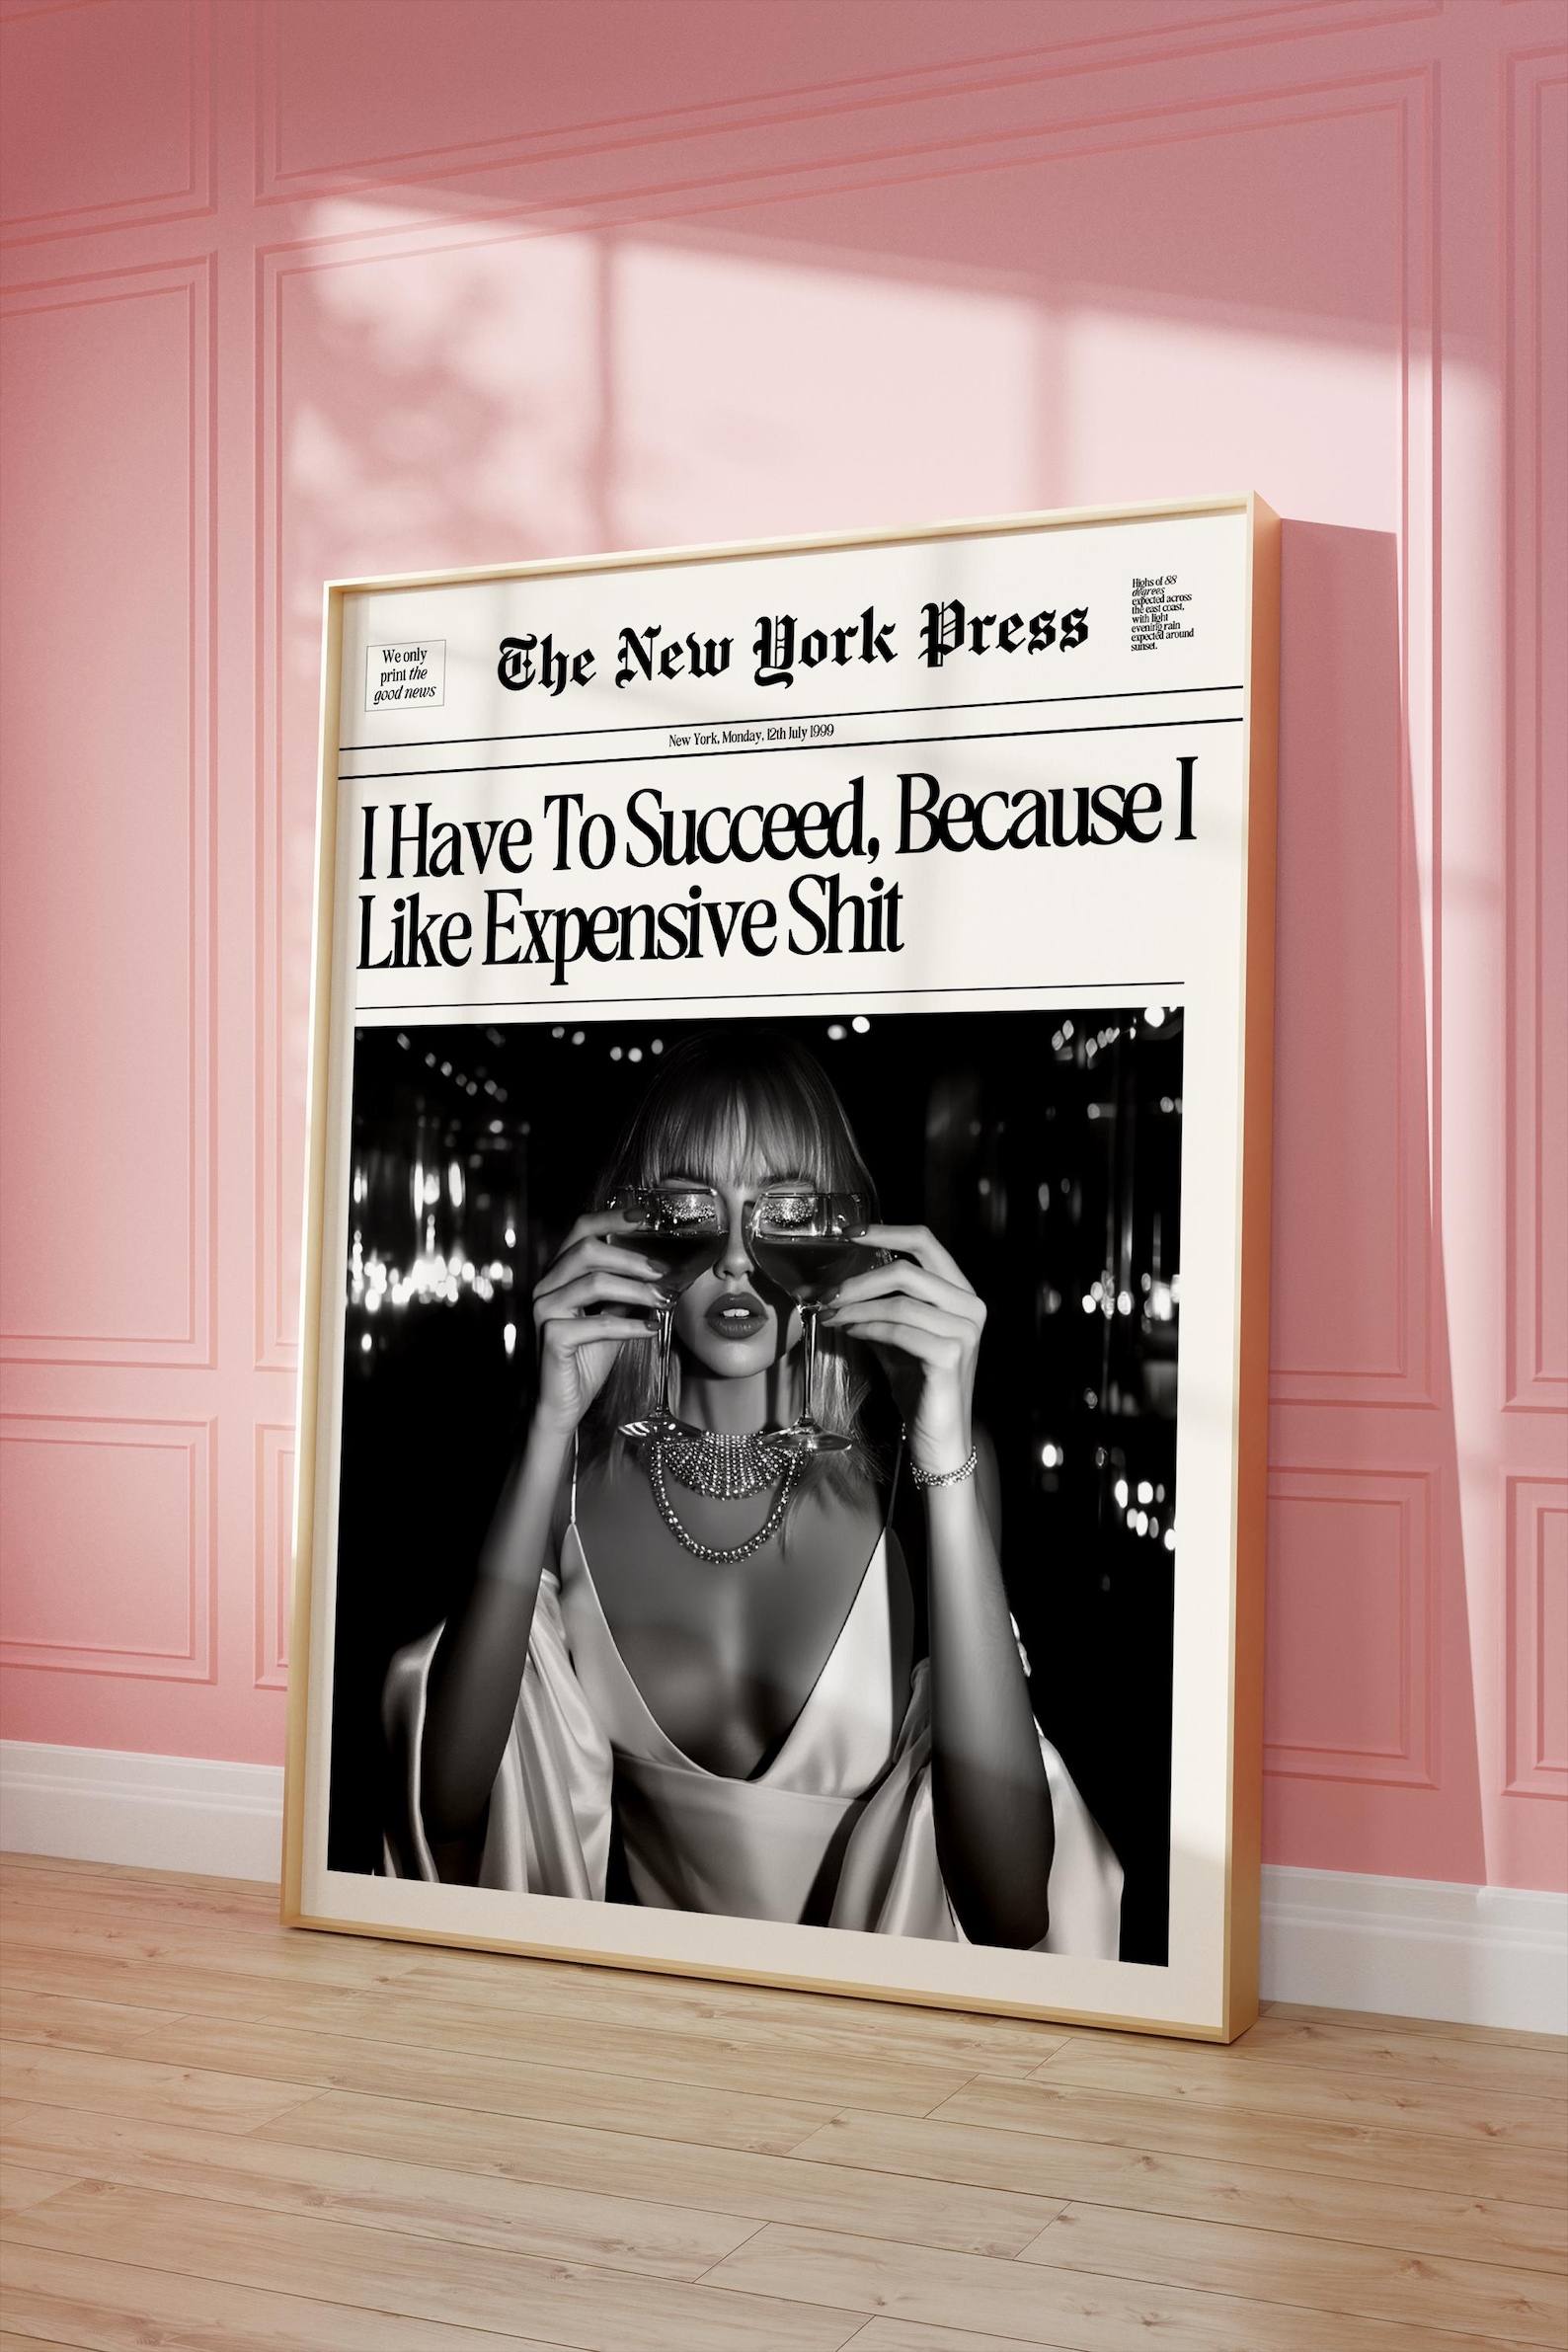 We only
print the
good news
The New York Press
Highs of 88
degrees
expected across
the east coast,
with light
evening rain
expected around
sunset.
New York, Monday, 12th July 1999
I Have To Succeed, Because I
Like Expensive Shit